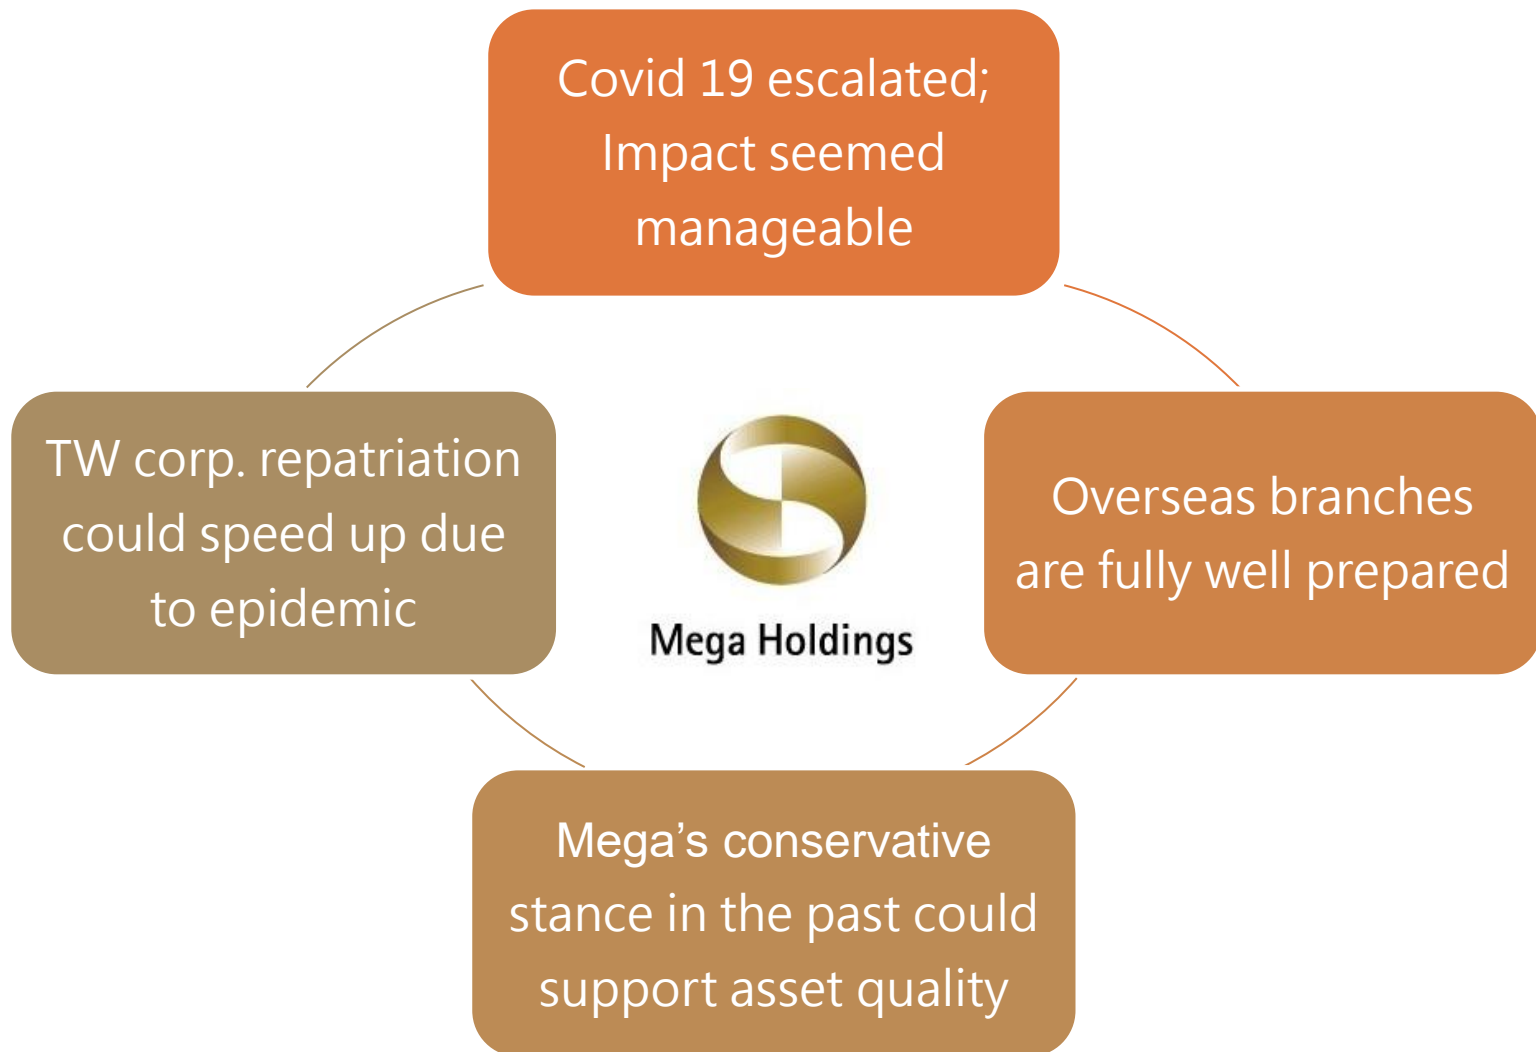 Covid 19 escalated;
Impact seemed
manageable
TW corp. repatriation
could speed up due
to epidemic
Mega Holdings
Overseas branches
are fully well prepared
Mega’s conservative
stance in the past could
support asset quality